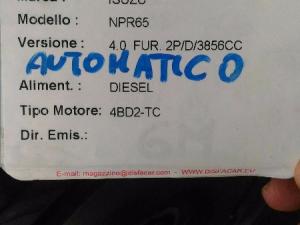 Marca : ISUZU
Modello : NPR65
Versione : 4.0 FUR. 2P/D/3856CC
AUTOMATICO
Aliment. : DIESEL
Tipo Motore: 4BD2-TC
Dir. Emis.:
E-mail: magazzino@disfacar.com WWW.DISFACAR.EU